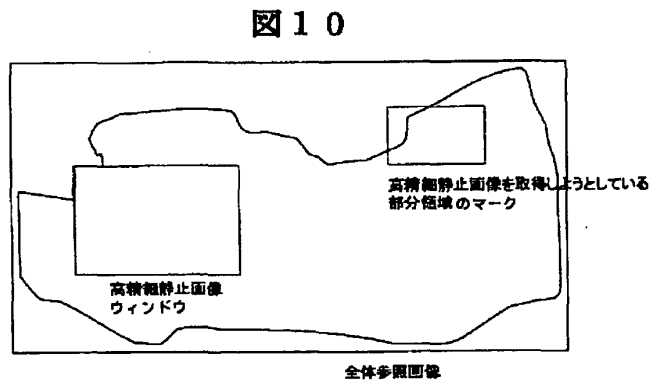 図10
高精細静止画像を取得しようとしている
部分領域のマーク
高精細静止画像
ウィンドウ
全体参照画像